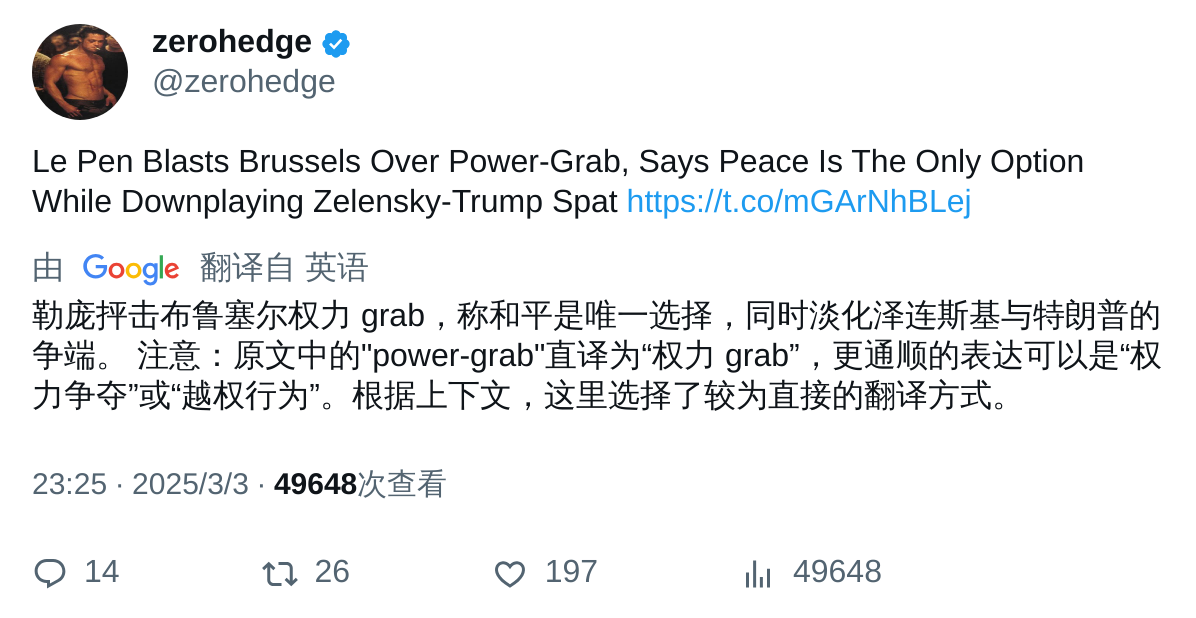 zerohedge
@zerohedge
Le Pen Blasts Brussels Over Power-Grab, Says Peace Is The Only Option
While Downplaying Zelensky-Trump Spat https://t.co/mGArNhBLej
由 Google 翻译自 英语
勒庞抨击布鲁塞尔权力 grab，称和平是唯一选择，同时淡化泽连斯基与特朗普的
争端。 注意：原文中的"power-grab"直译为“权力 grab”，更通顺的表达可以是“权
力争夺”或“越权行为”。根据上下文，这里选择了较为直接的翻译方式。
23:25 · 2025/3/3 · 49648次查看
14 26 197 49648